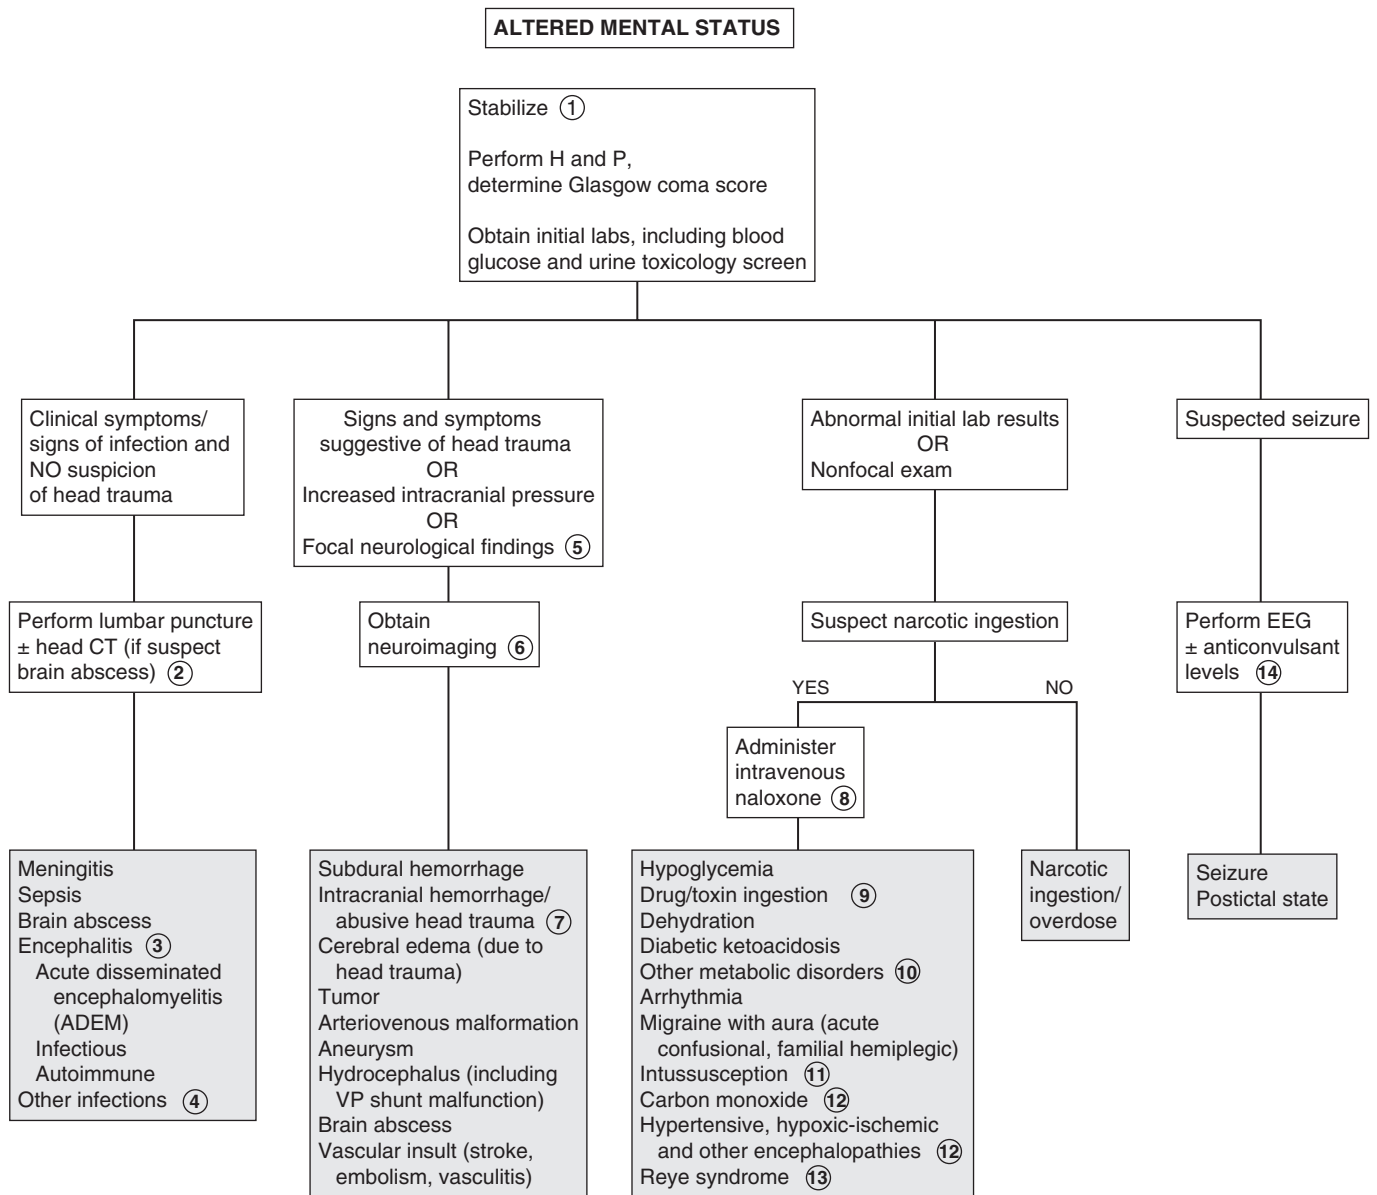 ALTERED MENTAL STATUS
Stabilize ①
Perform H and P,
determine Glasgow coma score
Obtain initial labs, including blood
glucose and urine toxicology screen
Clinical symptoms/
signs of infection and
NO suspicion
of head trauma
Perform lumbar puncture
± head CT (if suspect
brain abscess) ②
Meningitis
Sepsis
Brain abscess
Encephalitis ③
Acute disseminated
encephalomyelitis
(ADEM)
Infectious
Autoimmune
Other infections ④
Signs and symptoms
suggestive of head trauma
OR
Increased intracranial pressure
OR
Focal neurological findings ⑤
Obtain
neuroimaging ⑥
Subdural hemorrhage
Intracranial hemorrhage/
abusive head trauma ⑦
Cerebral edema (due to
head trauma)
Tumor
Arteriovenous malformation
Aneurysm
Hydrocephalus (including
VP shunt malfunction)
Brain abscess
Vascular insult (stroke,
embolism, vasculitis)
Abnormal initial lab results
OR
Nonfocal exam
Suspect narcotic ingestion
YES
NO
Administer
intravenous
naloxone ⑧
Hypoglycemia
Drug/toxin ingestion ⑨
Dehydration
Diabetic ketoacidosis
Other metabolic disorders ⑩
Arrhythmia
Migraine with aura (acute
confusional, familial hemiplegic)
Intussusception ⑪
Carbon monoxide ⑫
Hypertensive, hypoxic-ischemic
and other encephalopathies ⑫
Reye syndrome ⑬
Narcotic
ingestion/
overdose
Suspected seizure
Perform EEG
± anticonvulsant
levels ⑭
Seizure
Postictal state